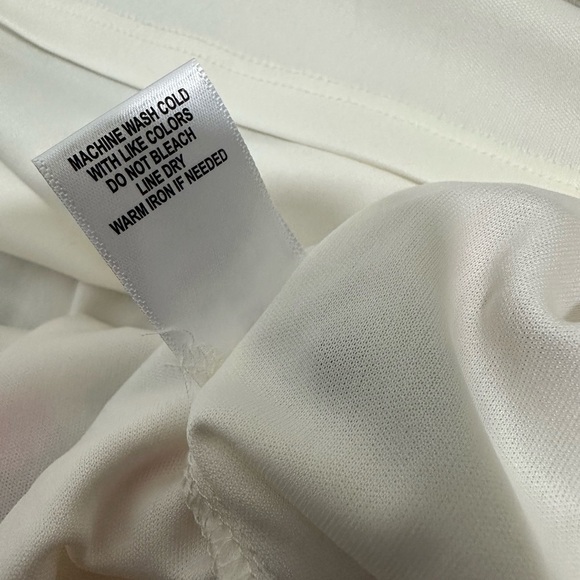 MACHINE WASH COLD
WITH LIKE COLORS
DO NOT BLEACH
LINE DRY
WARM IRON IF NEEDED